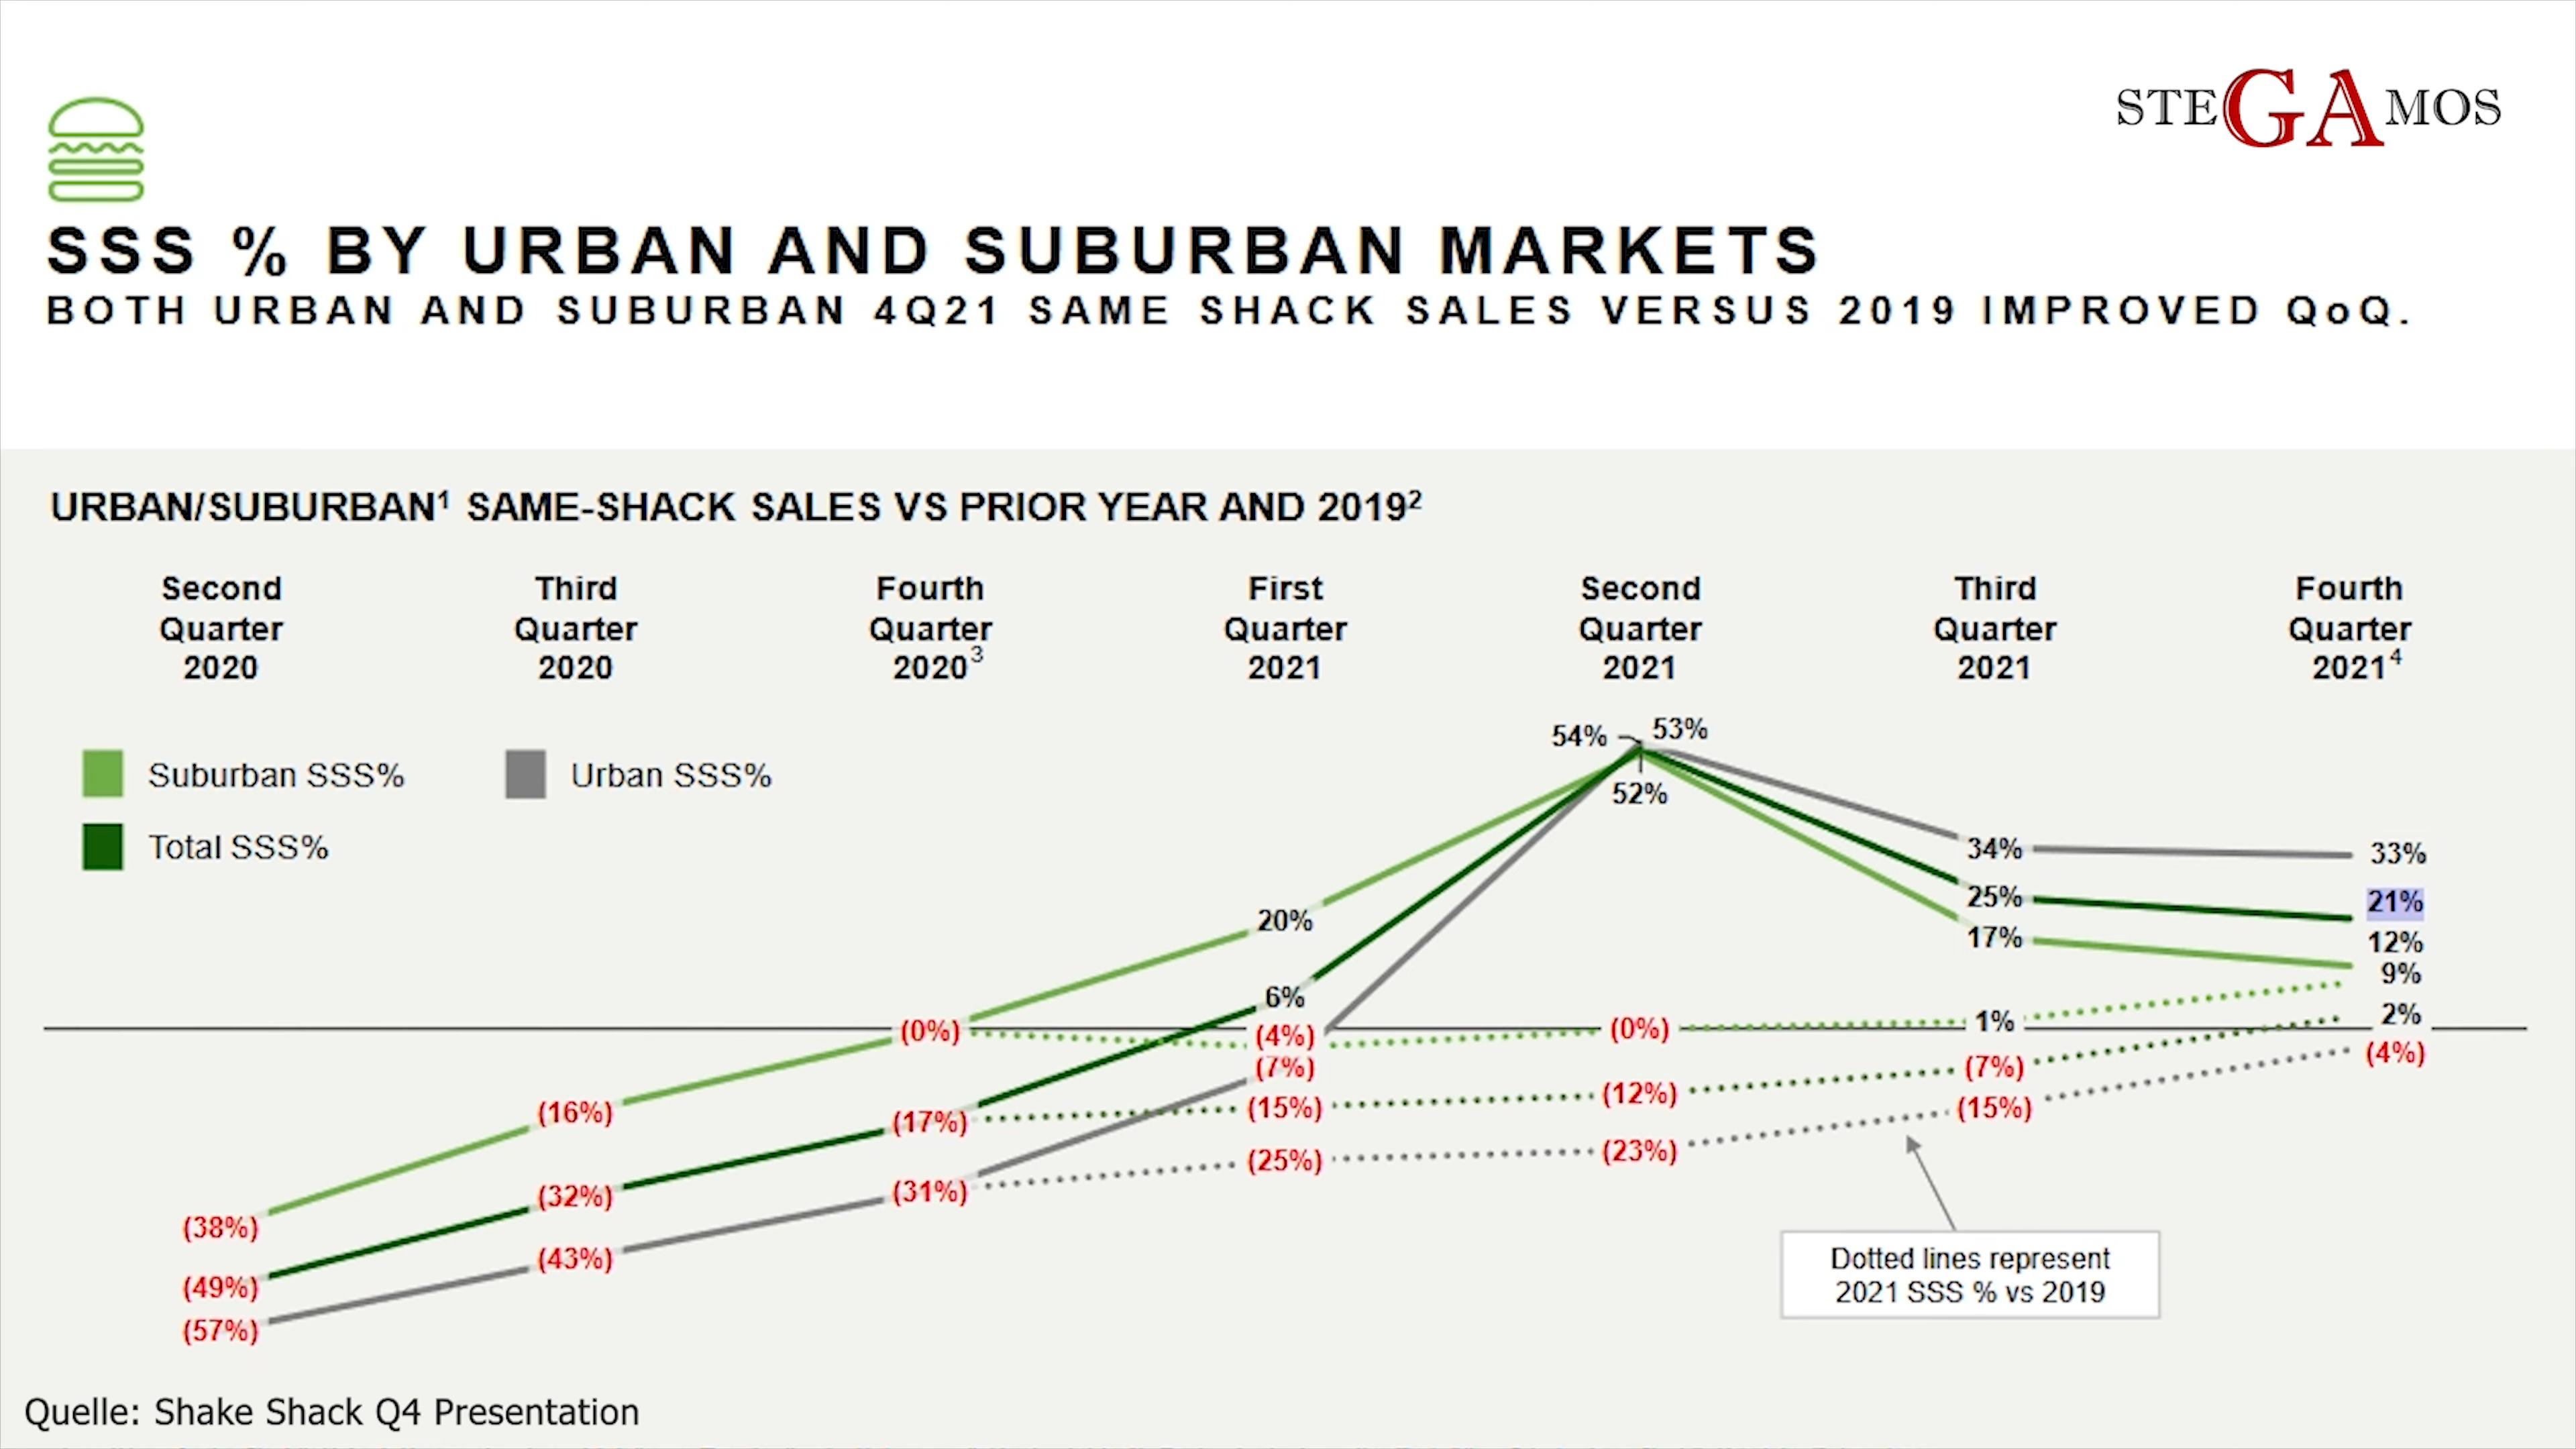 STEGAMOS
SSS % BY URBAN AND SUBURBAN MARKETS
BOTH URBAN AND SUBURBAN 4Q21 SAME SHACK SALES VERSUS 2019 IMPROVED QoQ.
URBAN/SUBURBAN¹ SAME-SHACK SALES VS PRIOR YEAR AND 2019²
Second Quarter 2020
Third Quarter 2020
Fourth Quarter 2020³
First Quarter 2021
Second Quarter 2021
Third Quarter 2021
Fourth Quarter 2021⁴
Suburban SSS%
Urban SSS%
Total SSS%
(38%)
(49%)
(57%)
(16%)
(32%)
(43%)
(0%)
(17%)
(31%)
20%
6%
(4%)
(7%)
(15%)
(25%)
54%
53%
52%
(0%)
(12%)
(23%)
34%
25%
17%
1%
(7%)
(15%)
33%
21%
12%
9%
2%
(4%)
Dotted lines represent
2021 SSS % vs 2019
Quelle: Shake Shack Q4 Presentation